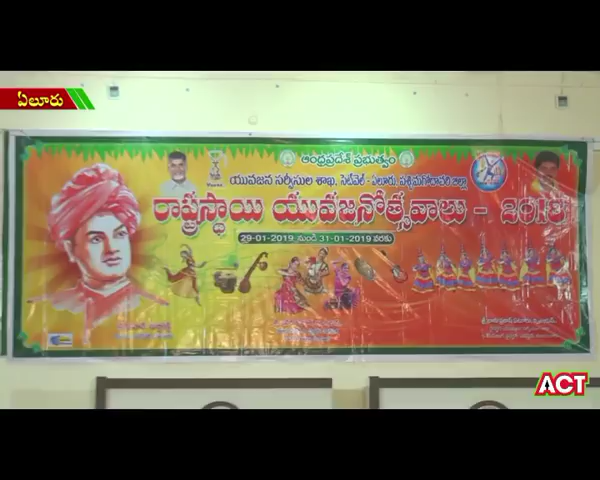 ఏలూరు
ఆంధ్రప్రదేశ్ ప్రభుత్వం
యువజన సర్వీసుల శాఖ, సెట్‌వెల్ - ఏలూరు, పశ్చిమగోదావరి జిల్లా
రాష్ట్రస్థాయి యువజనోత్సవాలు - 2019
29-01-2019 నుండి 31-01-2019 వరకు
ACT